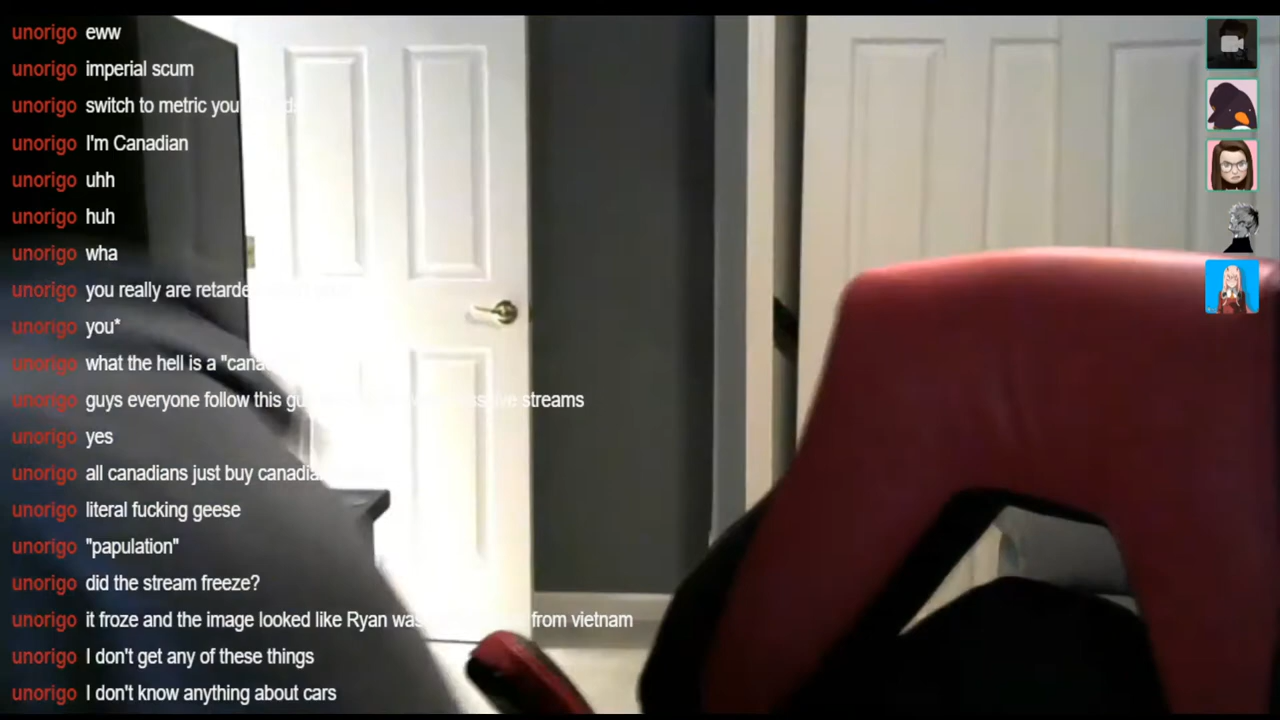 unorigo eww
unorigo imperial scum
unorigo switch to metric you
unorigo I'm Canadian
unorigo uhh
unorigo huh
unorigo wha
unorigo you really are
unorigo you*
unorigo what the hell is a
unorigo guys everyone follow this streams
unorigo yes
unorigo all canadians just buy
unorigo literal fucking geese
unorigo "papulation"
unorigo did the stream freeze?
unorigo it froze and the image looked like Ryan was from vietnam
unorigo I don't get any of these things
unorigo I don't know anything about cars